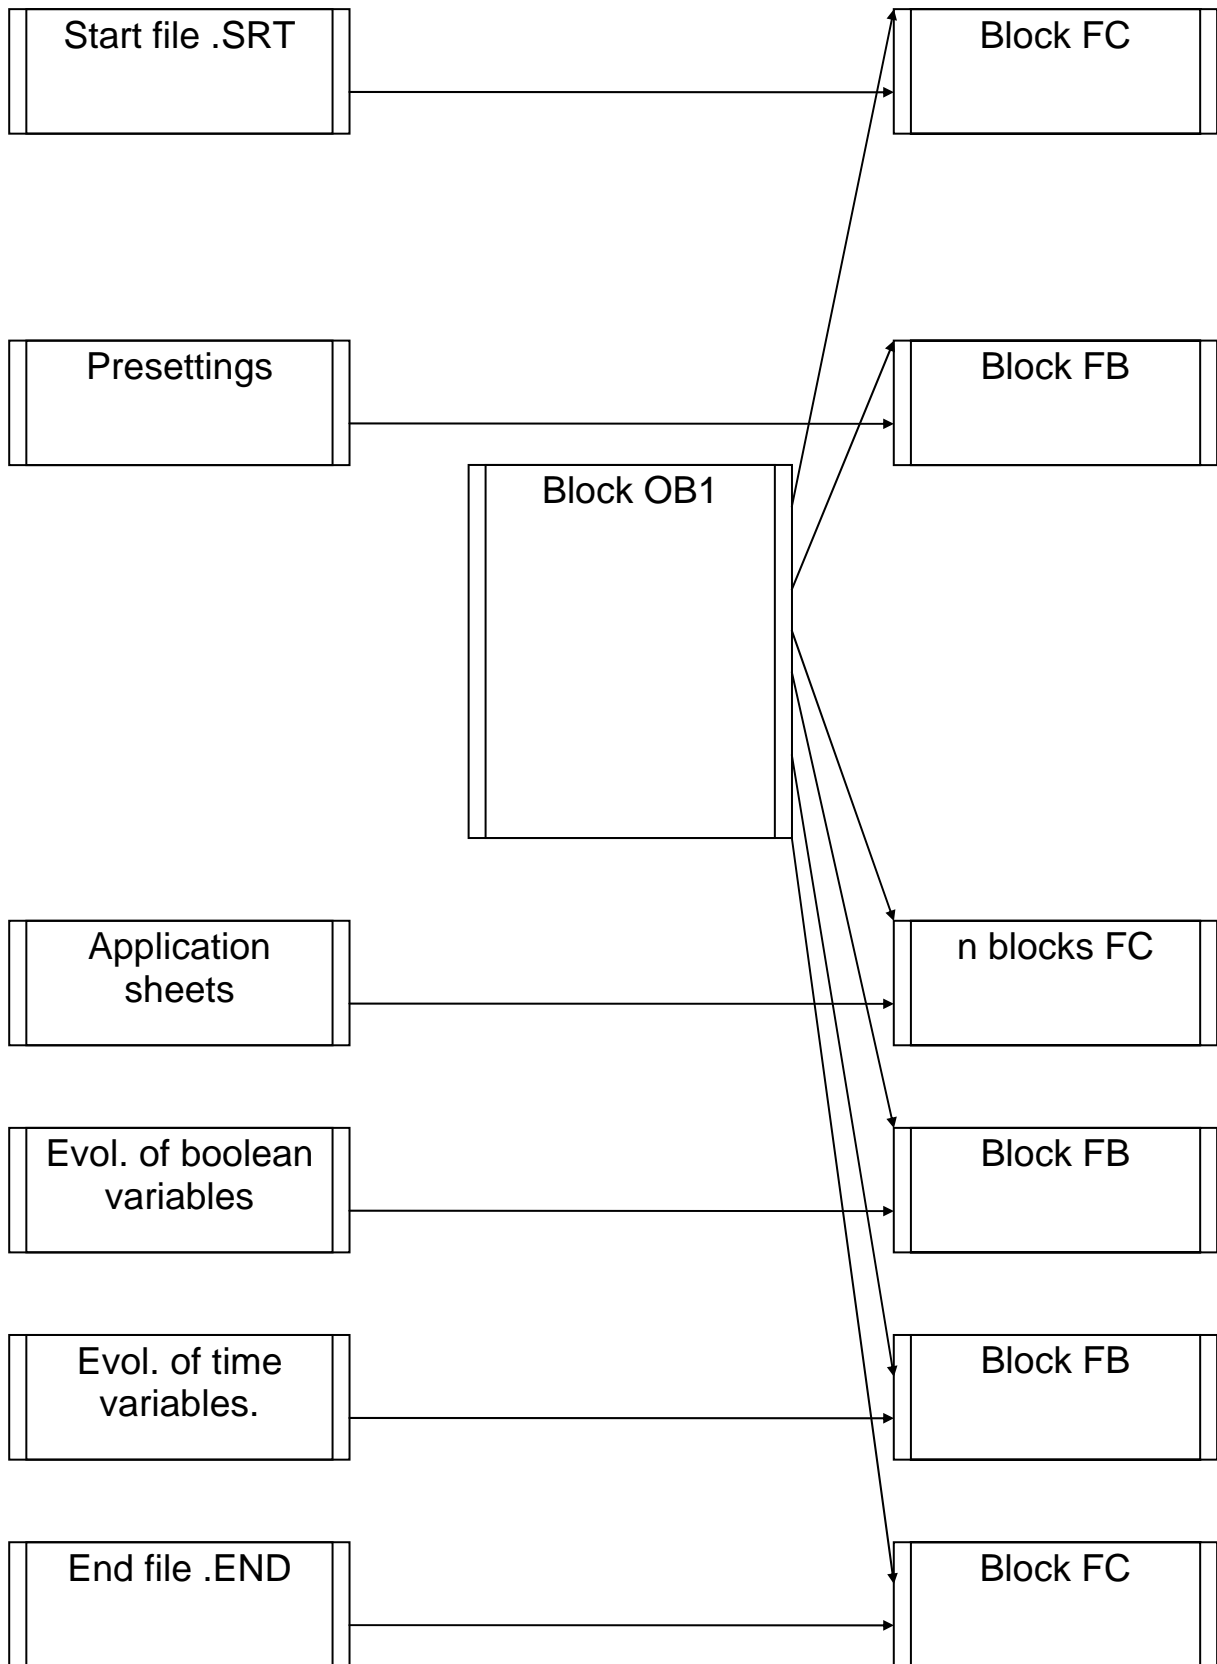 Start file .SRT
Block FC
Presettings
Block FB
Block OB1
Application
sheets
n blocks FC
Evol. of boolean
variables
Block FB
Evol. of time
variables.
Block FB
End file .END
Block FC